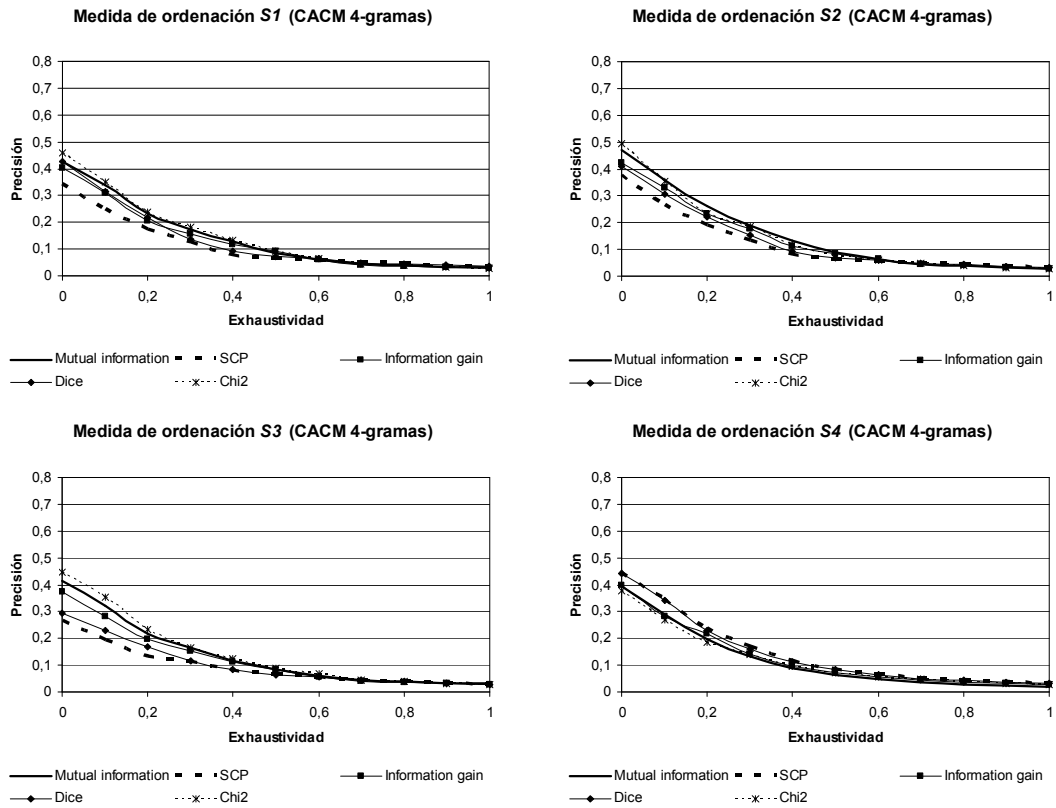 Medida de ordenación S1 (CACM 4-gramas)
0,8
0,7
0,6
0,5
0,4
0,3
0,2
0,1
0
Precisión
0 0,2 0,4 0,6 0,8 1
Exhaustividad
Mutual information SCP Information gain
Dice Chi2
Medida de ordenación S2 (CACM 4-gramas)
0,8
0,7
0,6
0,5
0,4
0,3
0,2
0,1
0
Precisión
0 0,2 0,4 0,6 0,8 1
Exhaustividad
Mutual information SCP Information gain
Dice Chi2
Medida de ordenación S3 (CACM 4-gramas)
0,8
0,7
0,6
0,5
0,4
0,3
0,2
0,1
0
Precisión
0 0,2 0,4 0,6 0,8 1
Exhaustividad
Mutual information SCP Information gain
Dice Chi2
Medida de ordenación S4 (CACM 4-gramas)
0,8
0,7
0,6
0,5
0,4
0,3
0,2
0,1
0
Precisión
0 0,2 0,4 0,6 0,8 1
Exhaustividad
Mutual information SCP Information gain
Dice Chi2